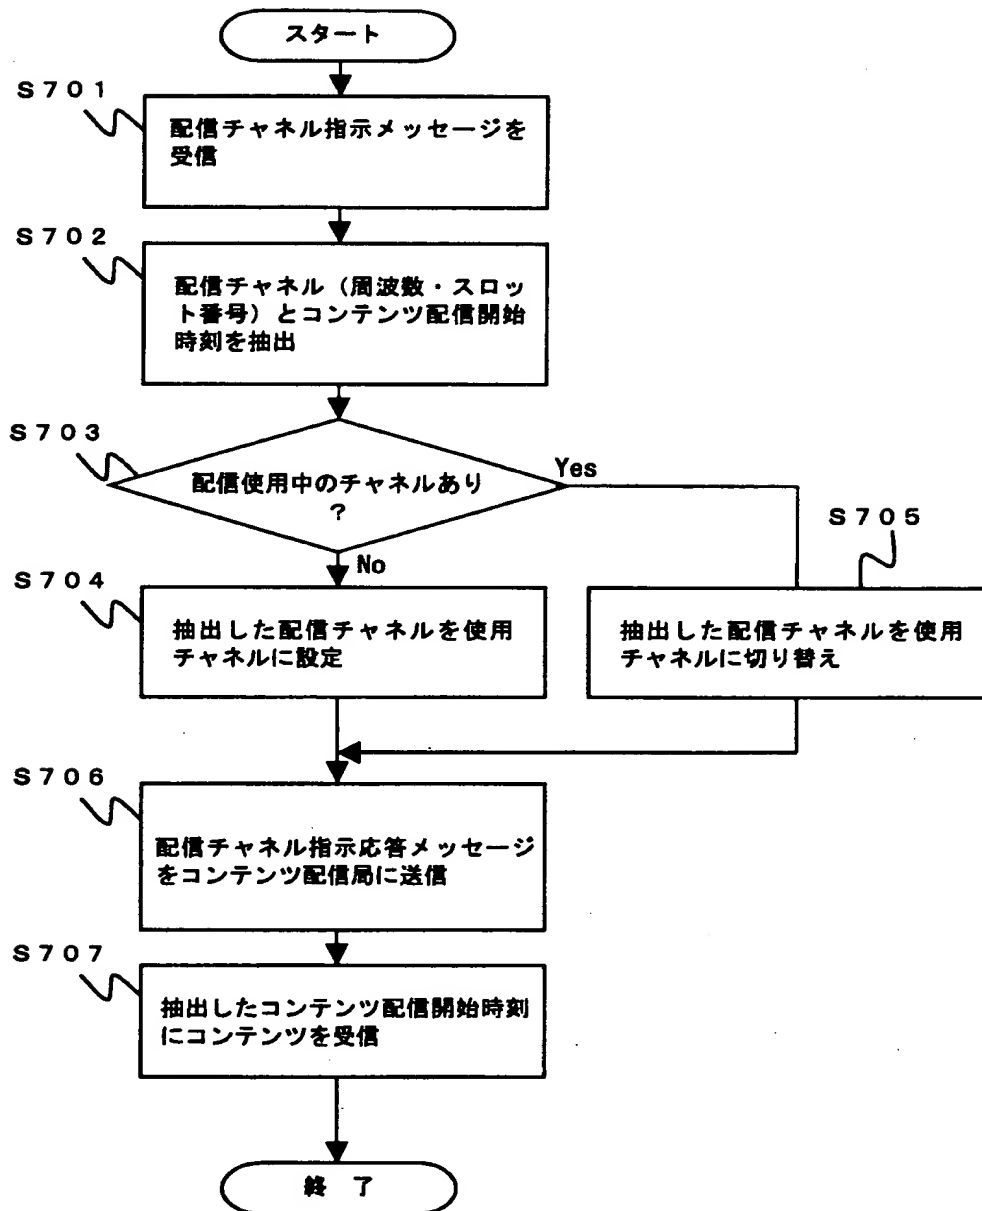 スタート
S701
配信チャネル指示メッセージを
受信
S702
配信チャネル（周波数・スロッ
ト番号）とコンテンツ配信開始
時刻を抽出
S703
配信使用中のチャネルあり
？
Yes
No
S704
抽出した配信チャネルを使用
チャネルに設定
S705
抽出した配信チャネルを使用
チャネルに切り替え
S706
配信チャネル指示応答メッセージ
をコンテンツ配信局に送信
S707
抽出したコンテンツ配信開始時刻
にコンテンツを受信
終 了